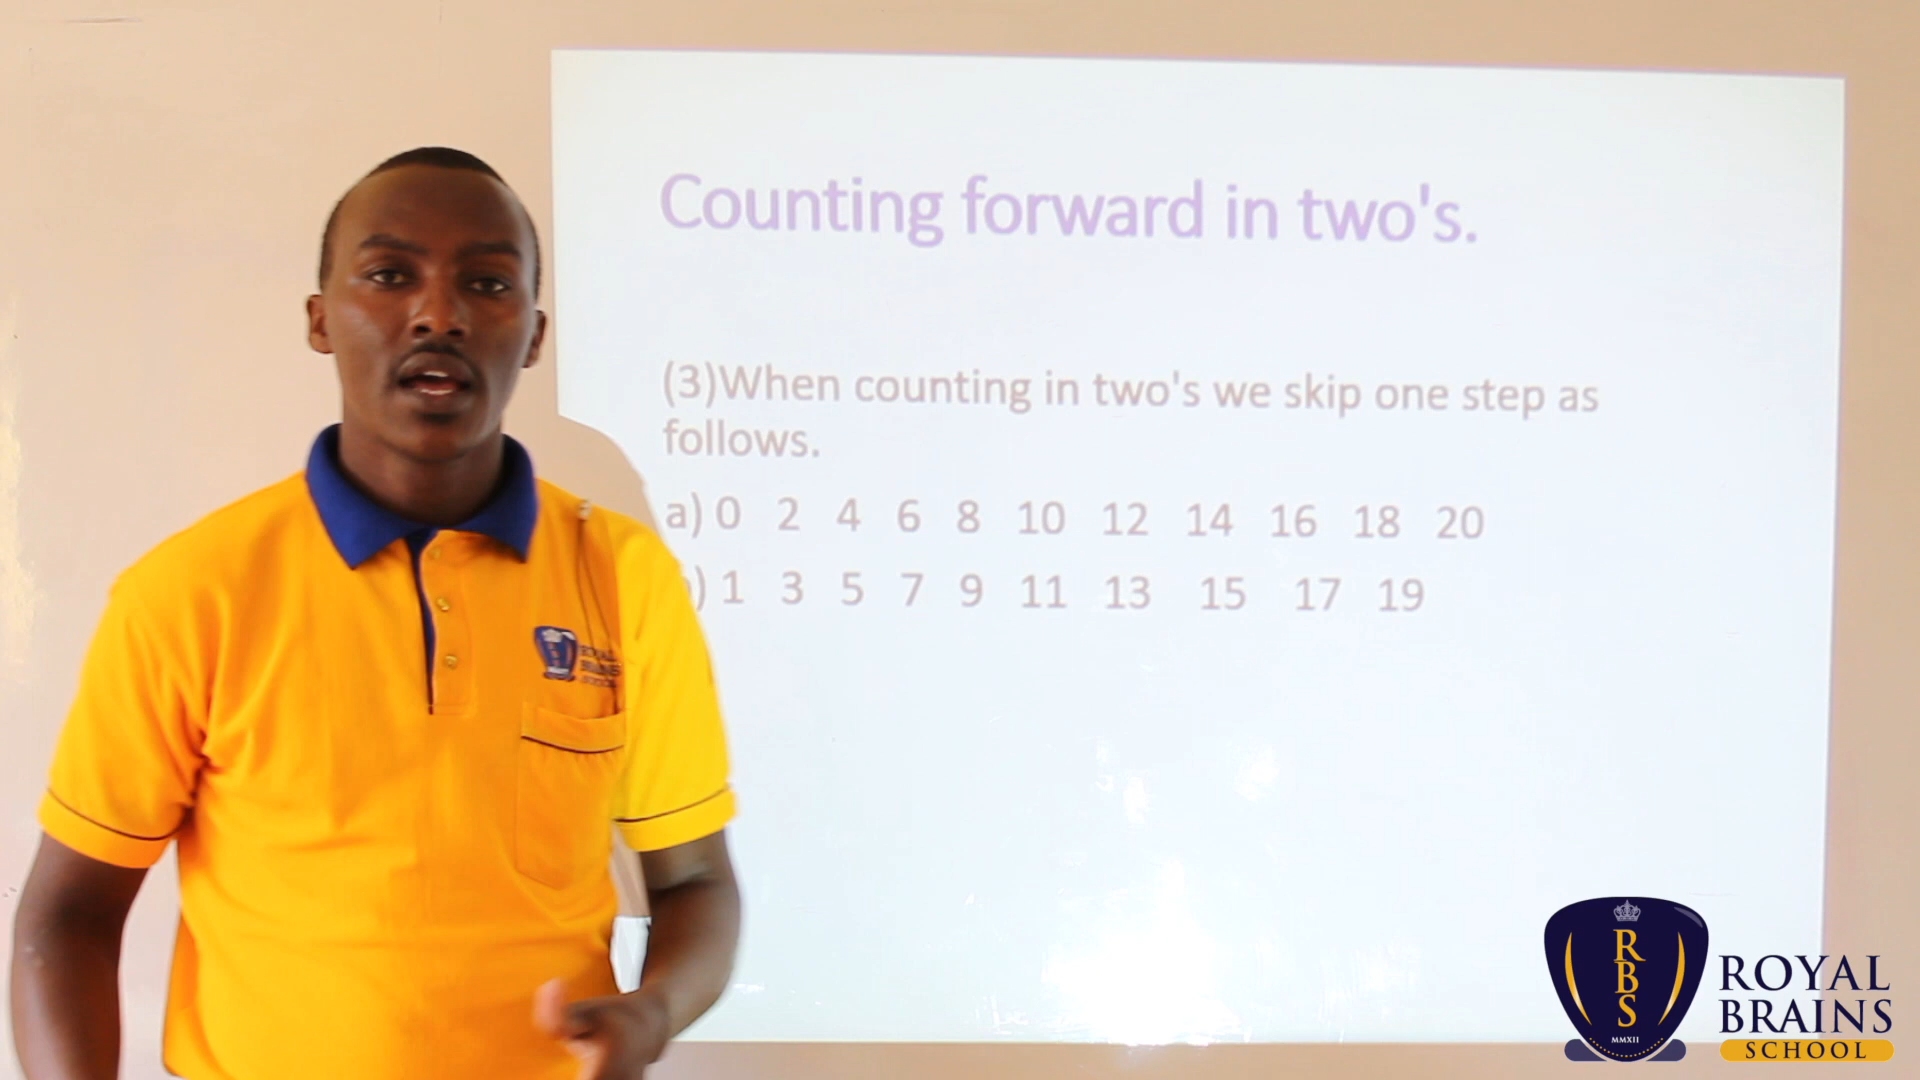 Counting forward in two's.
(3)When counting in two's we skip one step as
follows.
a) 0 2 4 6 8 10 12 14 16 18 20
) 1 3 5 7 9 11 13 15 17 19
ROYAL
BRAINS
RBS
MMXII
ROYAL
BRAINS
SCHOOL